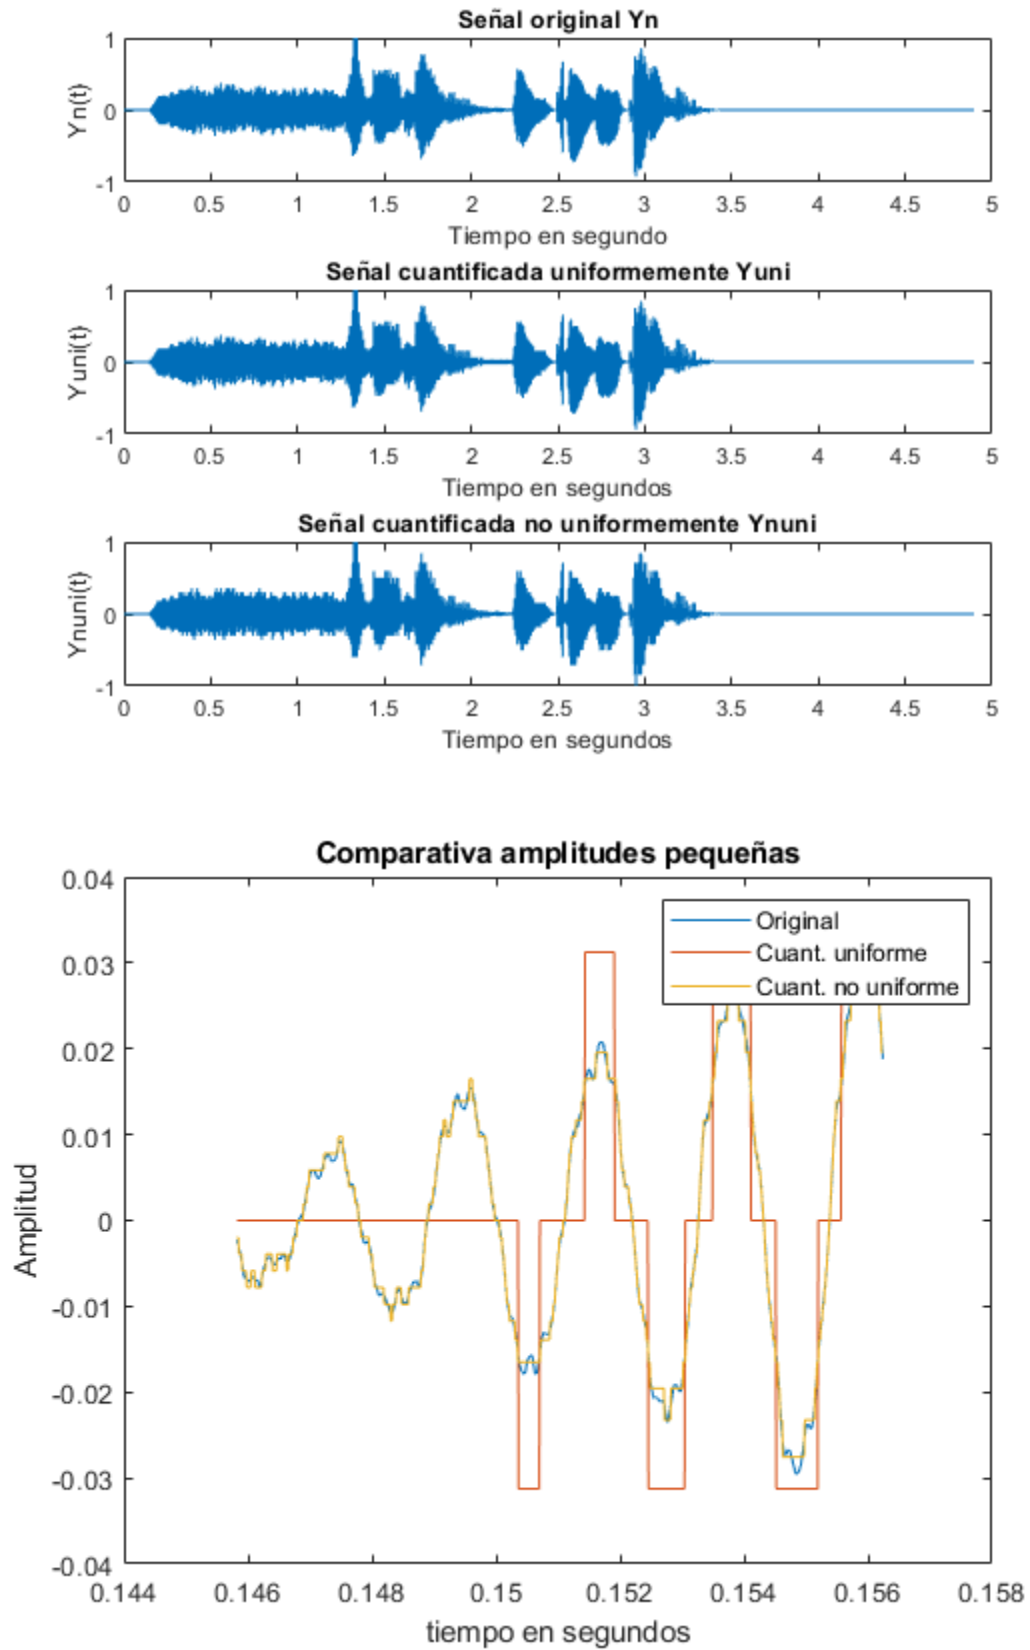 Señal original Yn
1
0
-1
Yn(t)
0 0.5 1 1.5 2 2.5 3 3.5 4 4.5 5
Tiempo en segundo
Señal cuantificada uniformemente Yuni
1
0
-1
Yuni(t)
0 0.5 1 1.5 2 2.5 3 3.5 4 4.5 5
Tiempo en segundos
Señal cuantificada no uniformemente Ynuni
1
0
-1
Ynuni(t)
0 0.5 1 1.5 2 2.5 3 3.5 4 4.5 5
Tiempo en segundos
Comparativa amplitudes pequeñas
0.04
0.03
0.02
0.01
0
-0.01
-0.02
-0.03
-0.04
Amplitud
Original
Cuant. uniforme
Cuant. no uniforme
0.144 0.146 0.148 0.15 0.152 0.154 0.156 0.158
tiempo en segundos